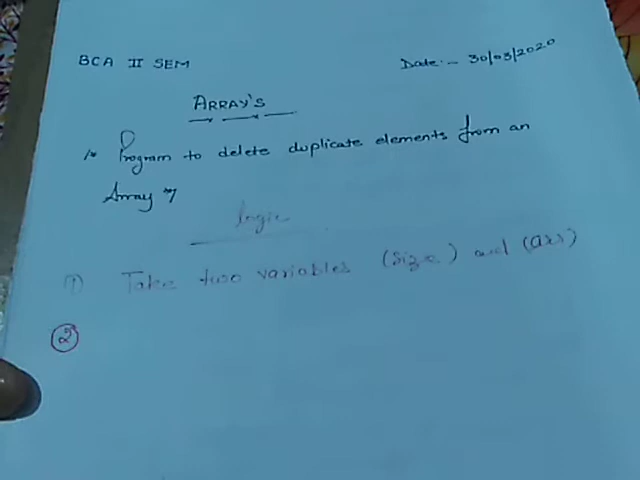 BCA II SEM
Date:- 30/03/2020
ARRAY'S
Program to delete duplicate elements from an
Array
logic
① Take two variables (size) and (arr)
②